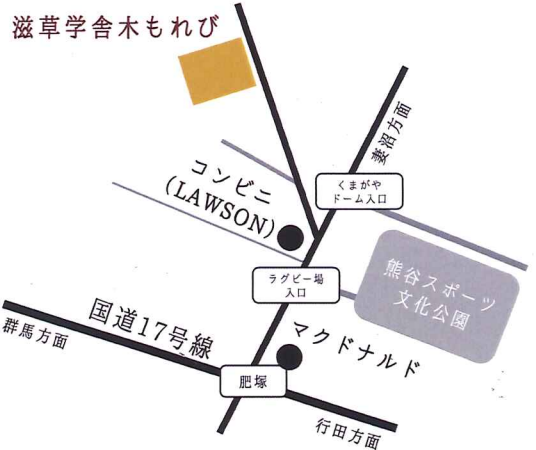 滋草学舎木もれび
妻沼方面
コンビニ
(LAWSON)
くまがや
ドーム入口
ラグビー場
入口
熊谷スポーツ
文化公園
国道17号線
群馬方面
マクドナルド
肥塚
行田方面